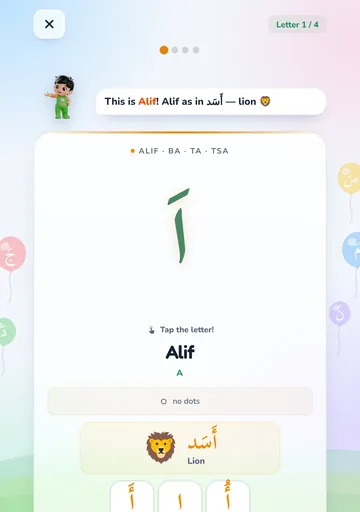 Letter 1 / 4
This is Alif! Alif as in أَسَد — lion 🦁
ALIF · BA · TA · TSA
اَ
Tap the letter!
Alif
A
no dots
أَسَد
Lion
أَ ا أُ